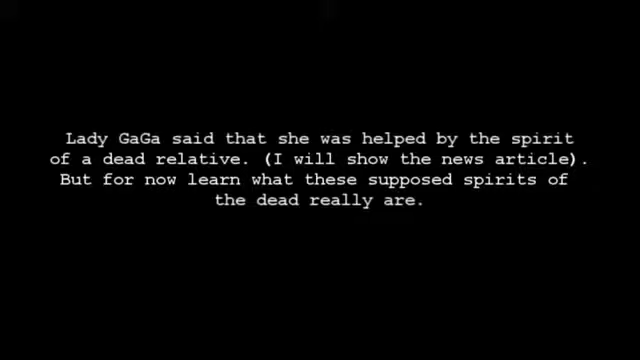 Lady GaGa said that she was helped by the spirit
of a dead relative. (I will show the news article).
But for now learn what these supposed spirits of
the dead really are.